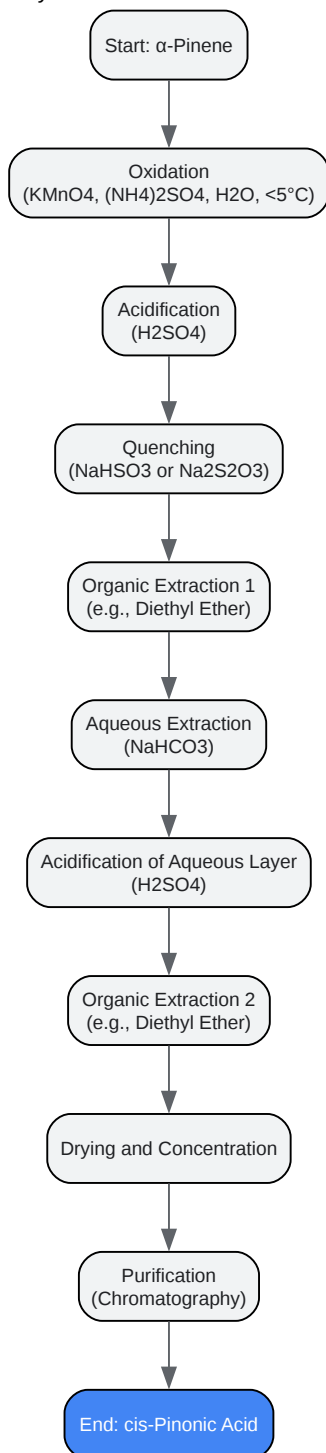 Start: α-Pinene
Oxidation
(KMnO4, (NH4)2SO4, H2O, <5°C)
Acidification
(H2SO4)
Quenching
(NaHSO3 or Na2S2O3)
Organic Extraction 1
(e.g., Diethyl Ether)
Aqueous Extraction
(NaHCO3)
Acidification of Aqueous Layer
(H2SO4)
Organic Extraction 2
(e.g., Diethyl Ether)
Drying and Concentration
Purification
(Chromatography)
End: cis-Pinonic Acid